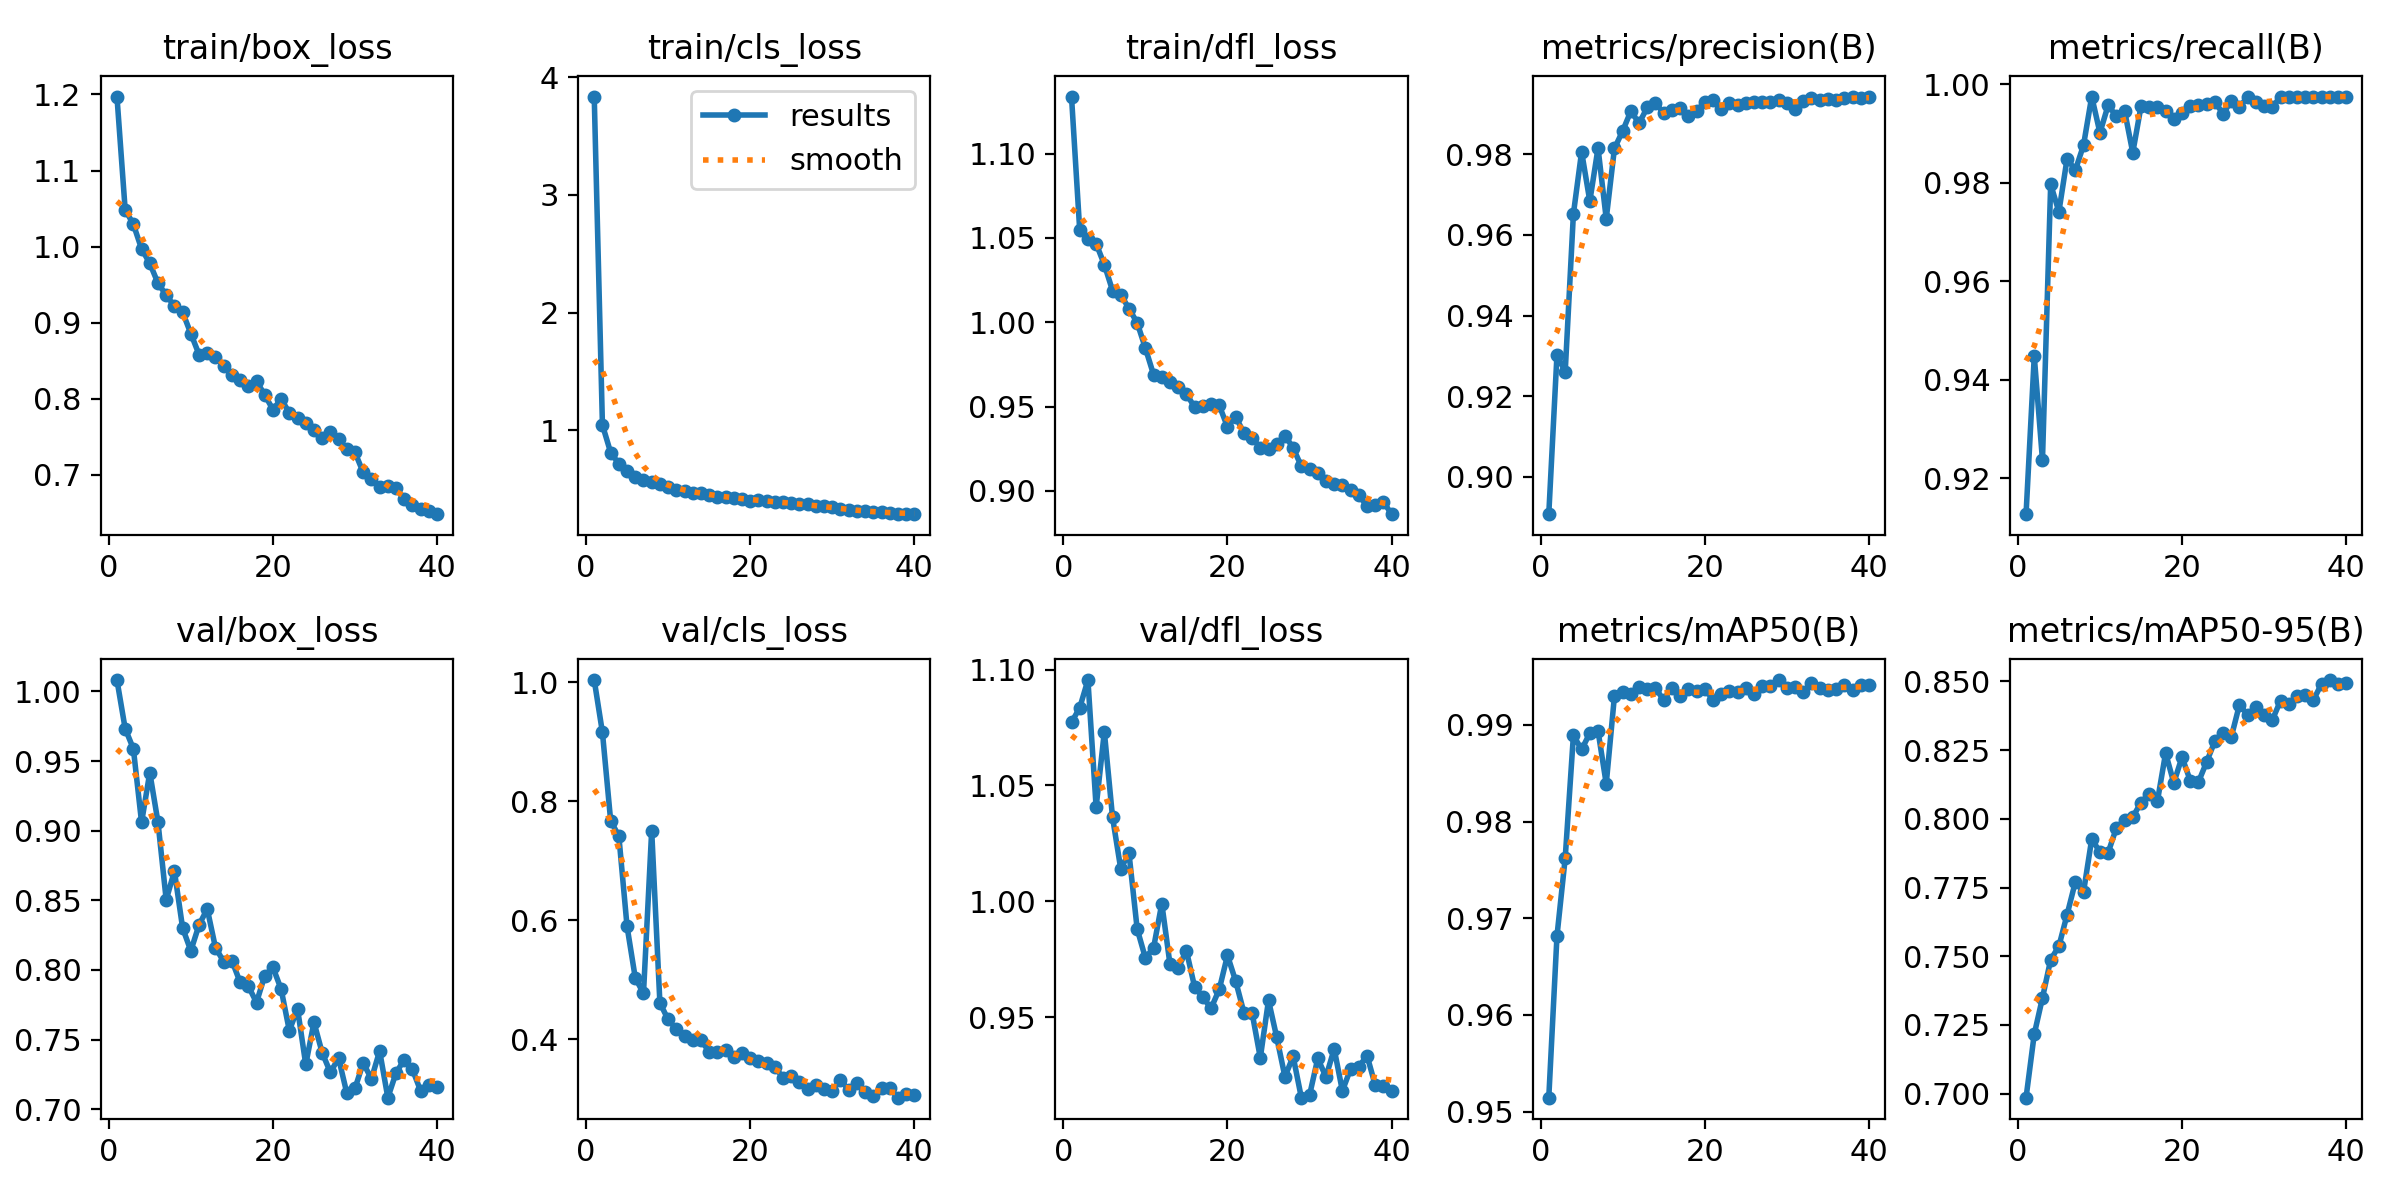 train/box_loss
1.2
1.1
1.0
0.9
0.8
0.7
0 20 40
train/cls_loss
4
3
2
1
results
smooth
0 20 40
train/dfl_loss
1.10
1.05
1.00
0.95
0.90
0 20 40
metrics/precision(B)
0.98
0.96
0.94
0.92
0.90
0 20 40
metrics/recall(B)
1.00
0.98
0.96
0.94
0.92
0 20 40
val/box_loss
1.00
0.95
0.90
0.85
0.80
0.75
0.70
0 20 40
val/cls_loss
1.0
0.8
0.6
0.4
0 20 40
val/dfl_loss
1.10
1.05
1.00
0.95
0 20 40
metrics/mAP50(B)
0.99
0.98
0.97
0.96
0.95
0 20 40
metrics/mAP50-95(B)
0.850
0.825
0.800
0.775
0.750
0.725
0.700
0 20 40